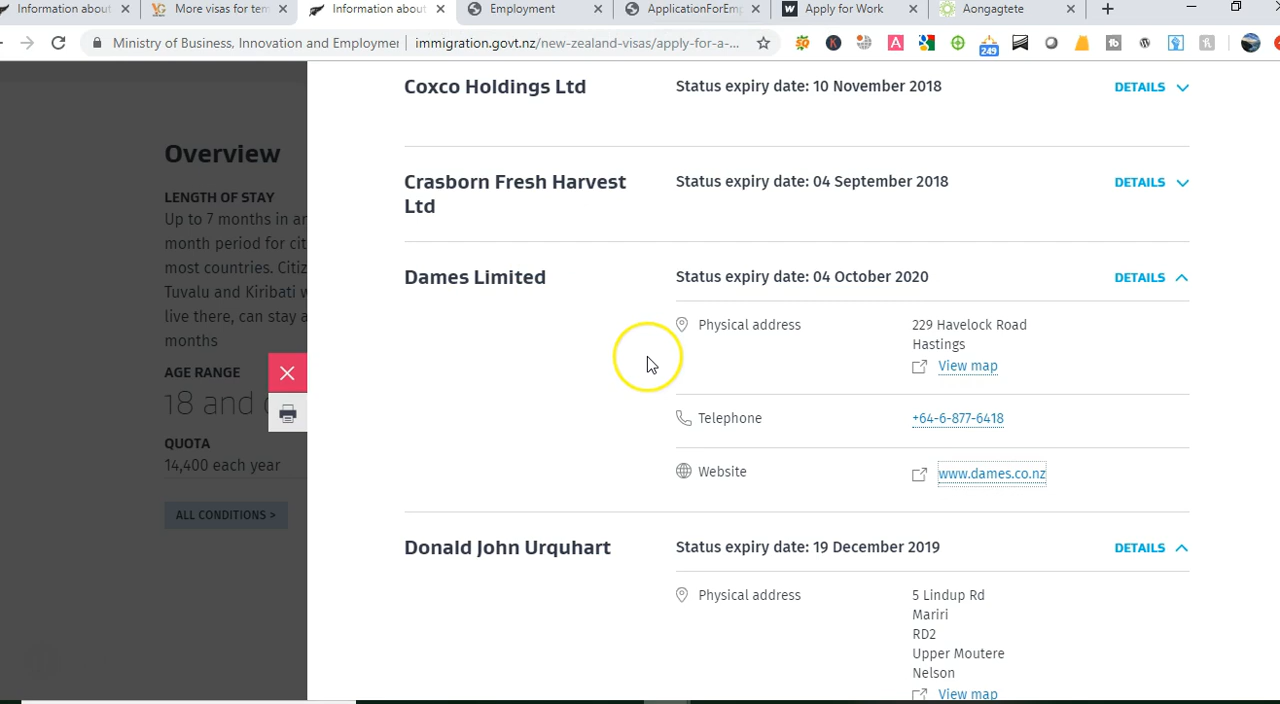 Information about
More visas for tem
Information about
Employment
ApplicationForEmp
Apply for Work
Aongagtete
Ministry of Business, Innovation and Employmer
immigration.govt.nz/new-zealand-visas/apply-for-a-...
249
Overview
LENGTH OF STAY
Up to 7 months in an
month period for cit
most countries. Citiz
Tuvalu and Kiribati w
live there, can stay a
months
AGE RANGE
18 and o
QUOTA
14,400 each year
ALL CONDITIONS >
Coxco Holdings Ltd
Status expiry date: 10 November 2018
DETAILS
Crasborn Fresh Harvest
Ltd
Status expiry date: 04 September 2018
DETAILS
Dames Limited
Status expiry date: 04 October 2020
DETAILS
Physical address
229 Havelock Road
Hastings
View map
Telephone
+64-6-877-6418
Website
www.dames.co.nz
Donald John Urquhart
Status expiry date: 19 December 2019
DETAILS
Physical address
5 Lindup Rd
Mariri
RD2
Upper Moutere
Nelson
View map